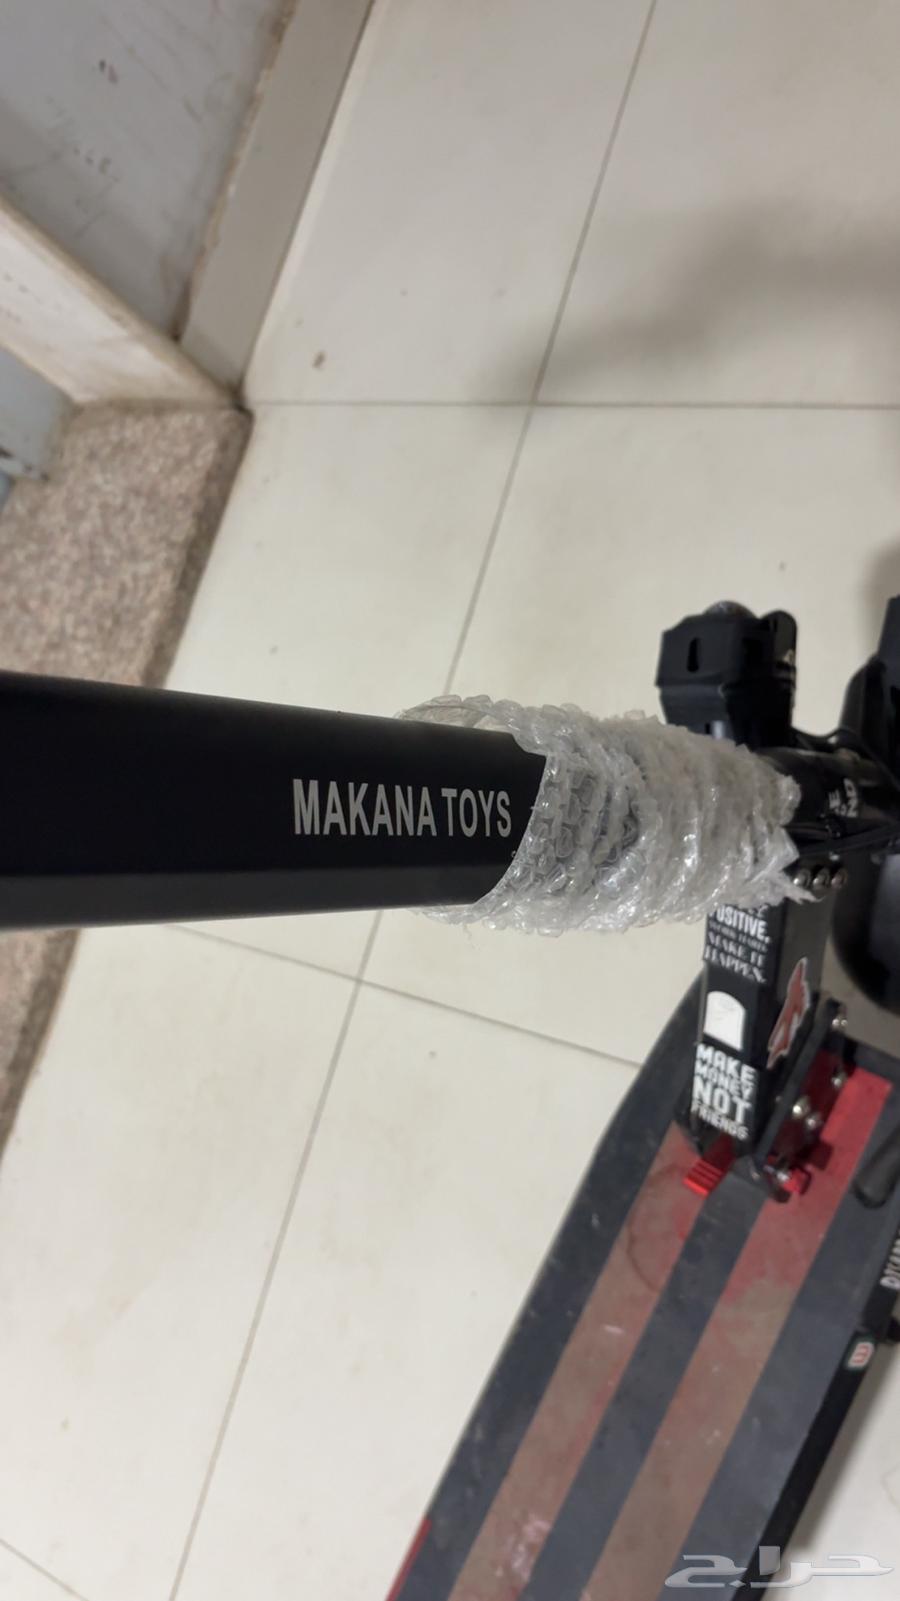 MAKANA TOYS
POSITIVE.
MAKE IT
HAPPEN.
MAKE
MONEY
NOT
FRIENDS
حراج